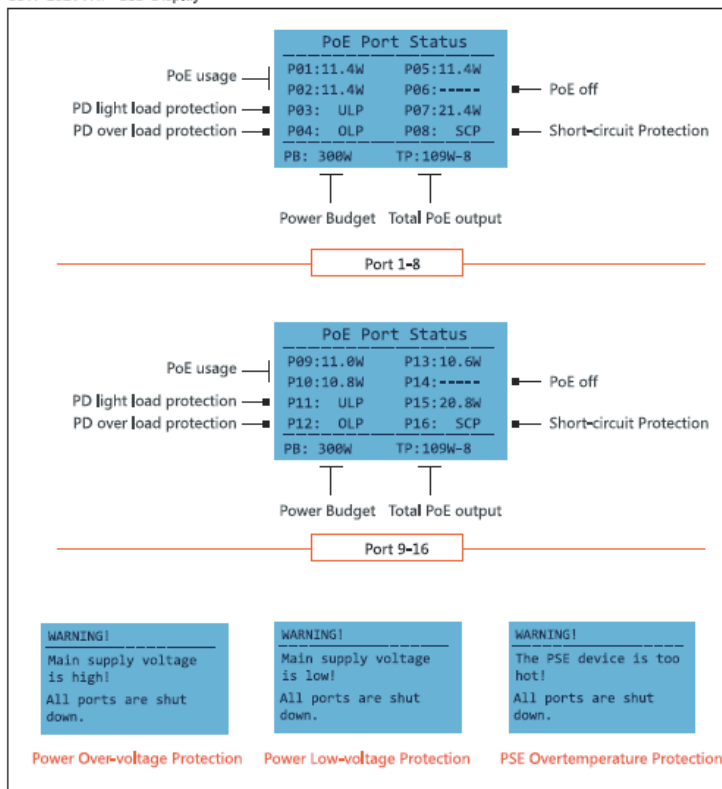 PoE Port Status
P01:11.4W P05:11.4W
PoE usage
P02:11.4W P06:----- PoE off
PD light load protection P03: ULP P07:21.4W
PD over load protection P04: OLP P08: SCP Short-circuit Protection
PB: 300W TP:109W-8
Power Budget Total PoE output
Port 1-8
PoE Port Status
P09:11.0W P13:10.6W
PoE usage
P10:10.8W P14:----- PoE off
PD light load protection P11: ULP P15:20.8W
PD over load protection P12: OLP P16: SCP Short-circuit Protection
PB: 300W TP:109W-8
Power Budget Total PoE output
Port 9-16
WARNING!
Main supply voltage
is high!
All ports are shut
down.
Power Over-voltage Protection
WARNING!
Main supply voltage
is low!
All ports are shut
down.
Power Low-voltage Protection
WARNING!
The PSE device is too
hot!
All ports are shut
down.
PSE Overtemperature Protection